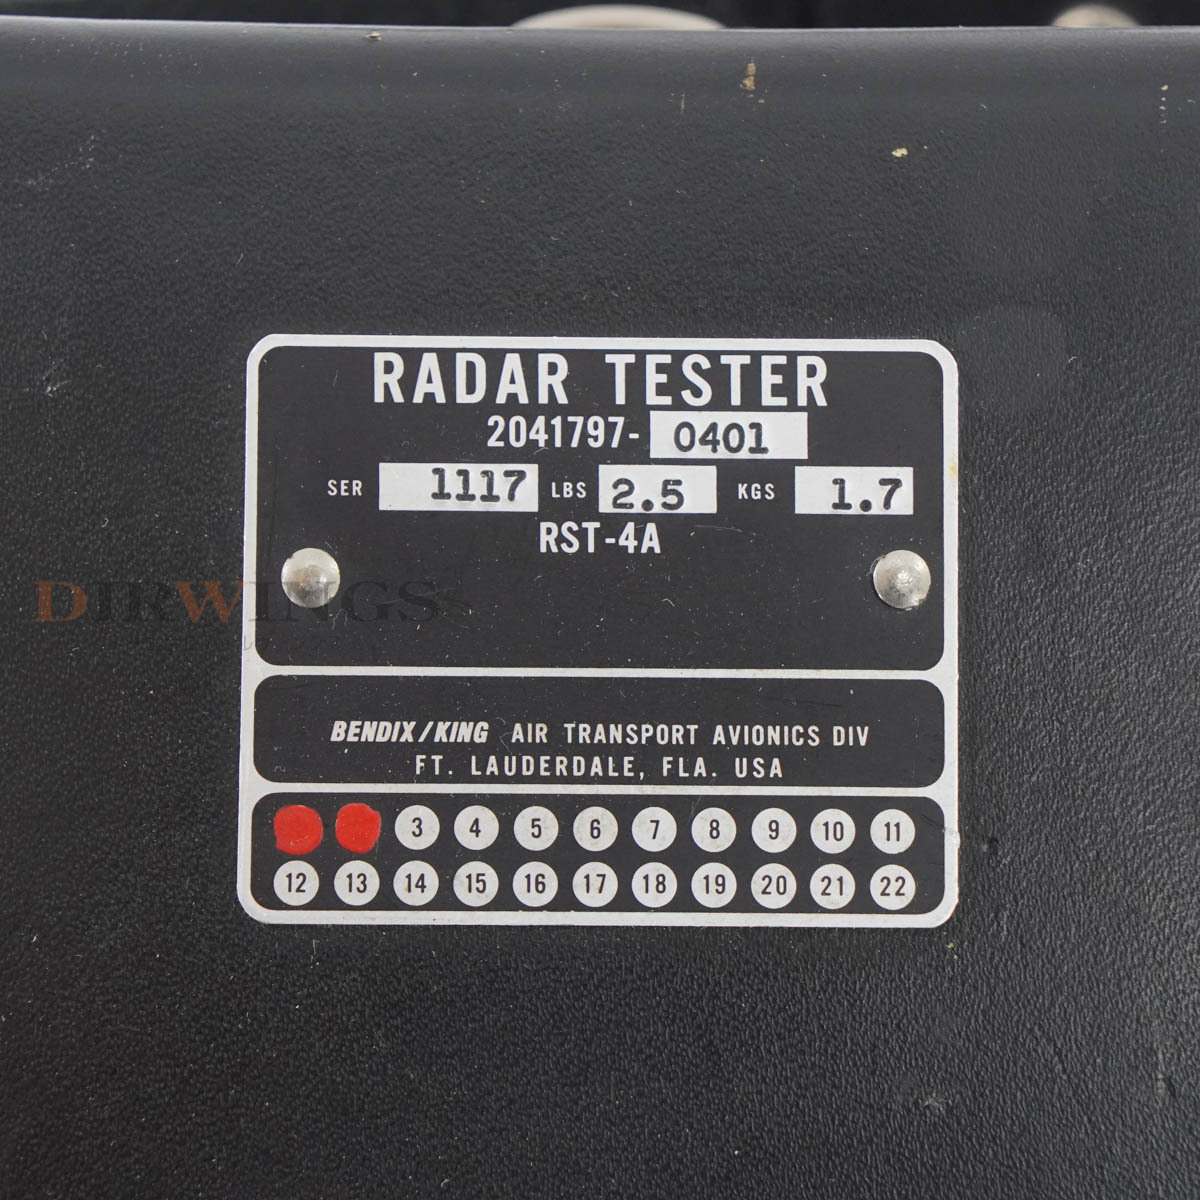 RADAR TESTER
2041797- 0401
SER 1117 LBS 2.5 KGS 1.7
RST-4A
DIRWINGS
BENDIX/KING AIR TRANSPORT AVIONICS DIV
FT. LAUDERDALE, FLA. USA
3 4 5 6 7 8 9 10 11
12 13 14 15 16 17 18 19 20 21 22